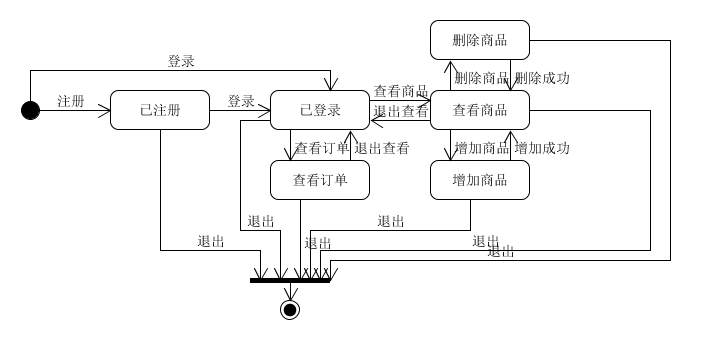 删除商品
登录
删除商品
删除成功
查看商品
注册
登录
已注册
已登录
退出查看
查看商品
查看订单
退出查看
增加商品
增加成功
查看订单
增加商品
退出
退出
退出
退出
退出
退出